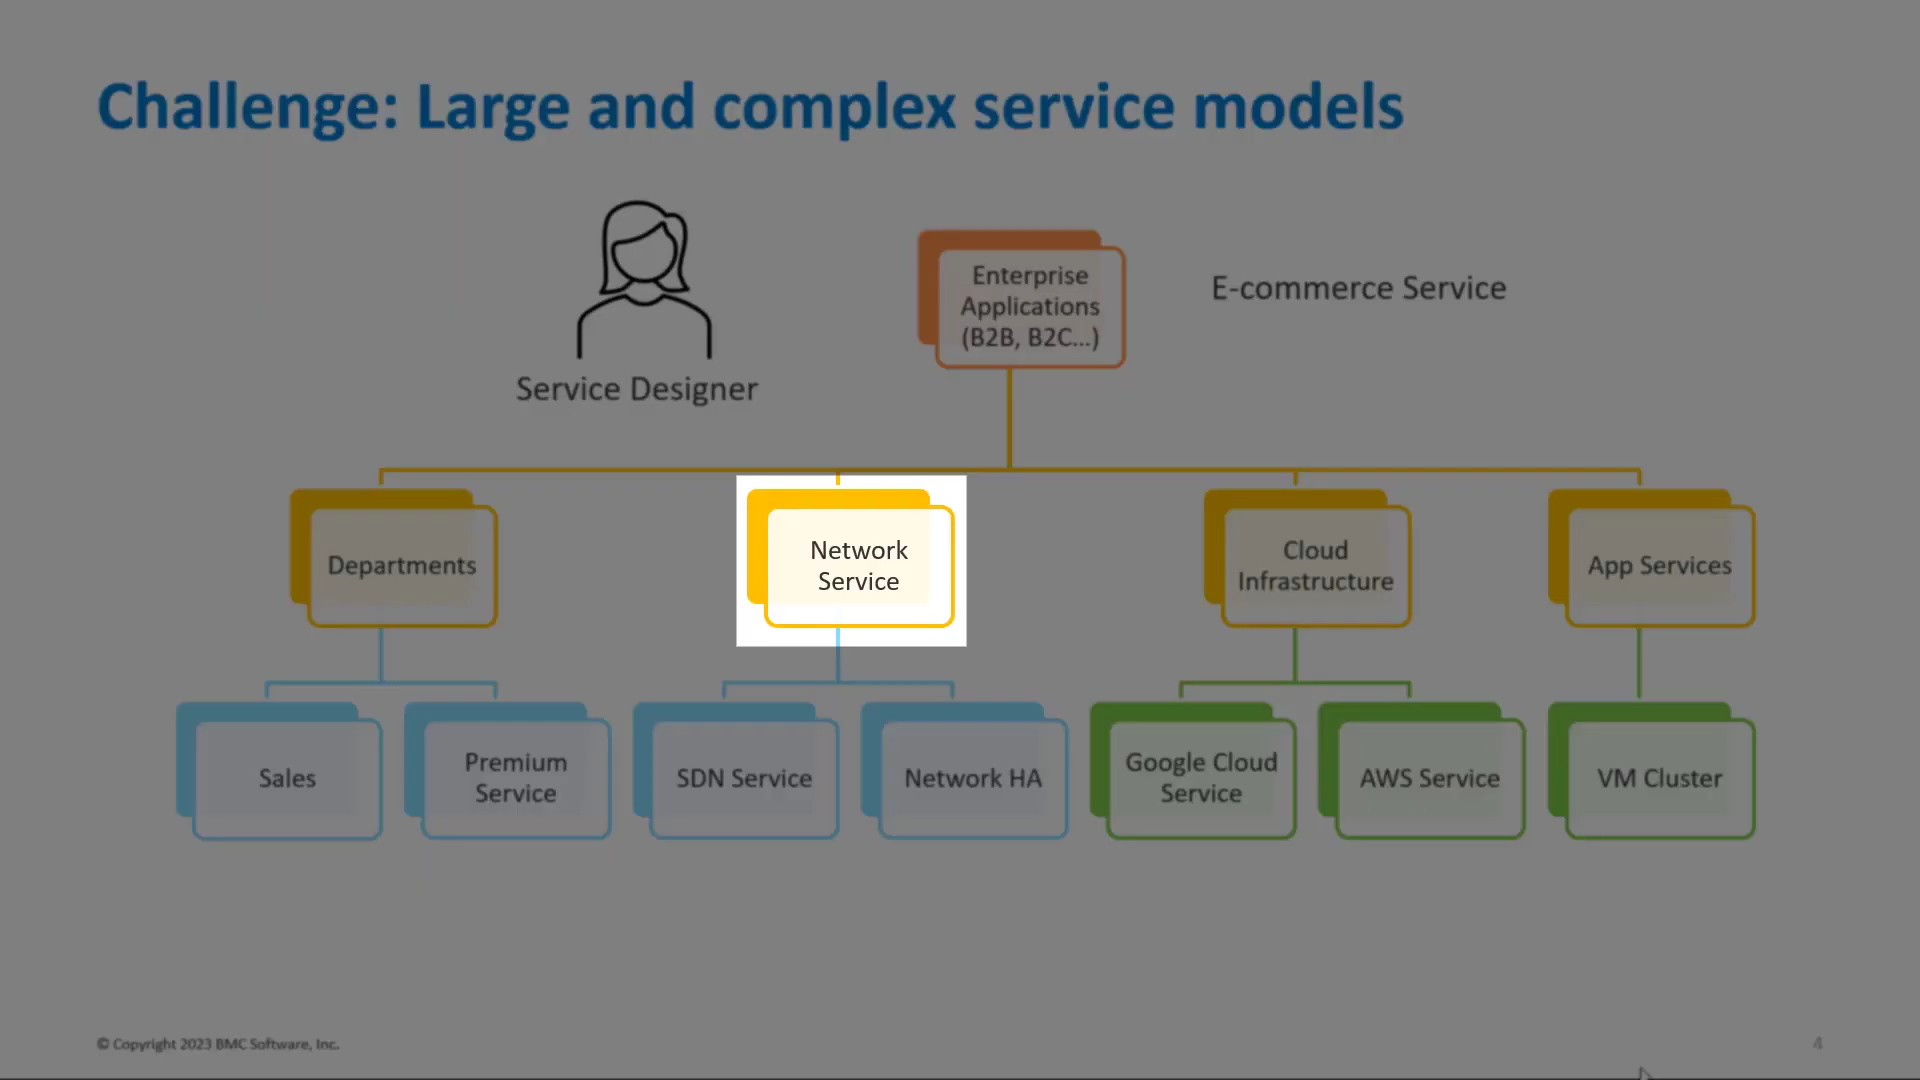 Challenge: Large and complex service models
Enterprise
Applications
(B2B, B2C...)
E-commerce Service
Service Designer
Departments
Network
Service
Cloud
Infrastructure
App Services
Sales
Premium
Service
SDN Service
Network HA
Google Cloud
Service
AWS Service
VM Cluster
© Copyright 2023 BMC Software, Inc.
4